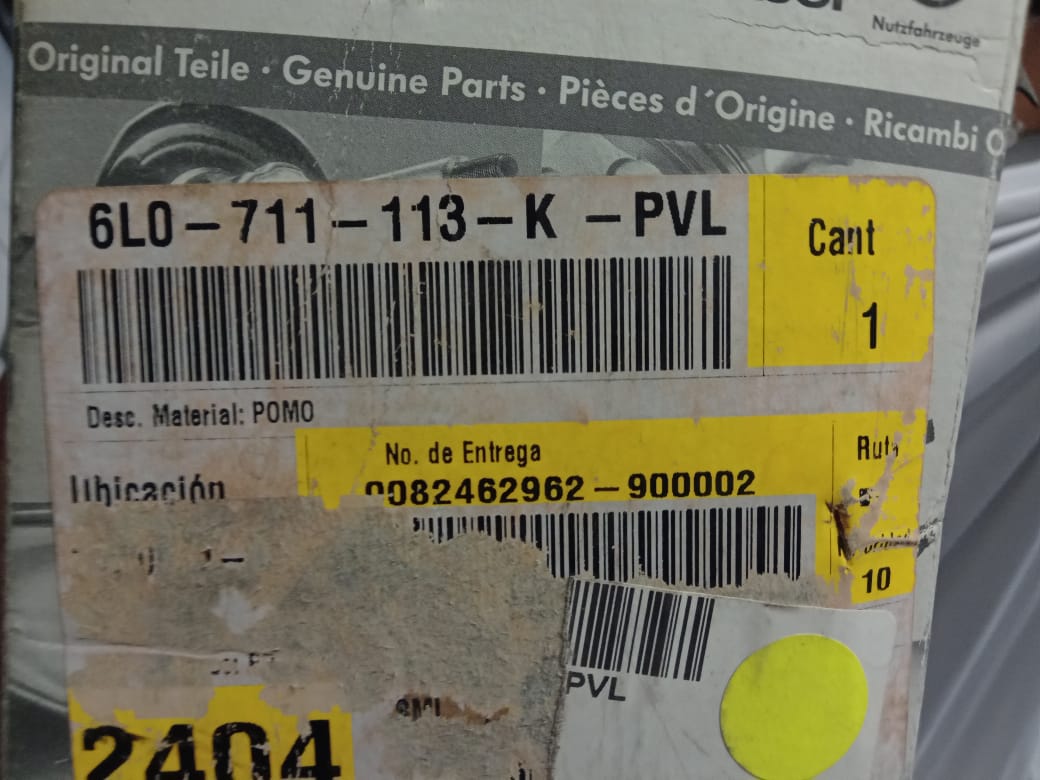 Nutzfahrzeuge
Original Teile · Genuine Parts · Pièces d´Origine · Ricambi O
6L0-711-113-K -PVL
Cant
1
Desc. Material: POMO
No. de Entrega
0082462962-900002
Ruta
Ubicación
10
PVL
2404